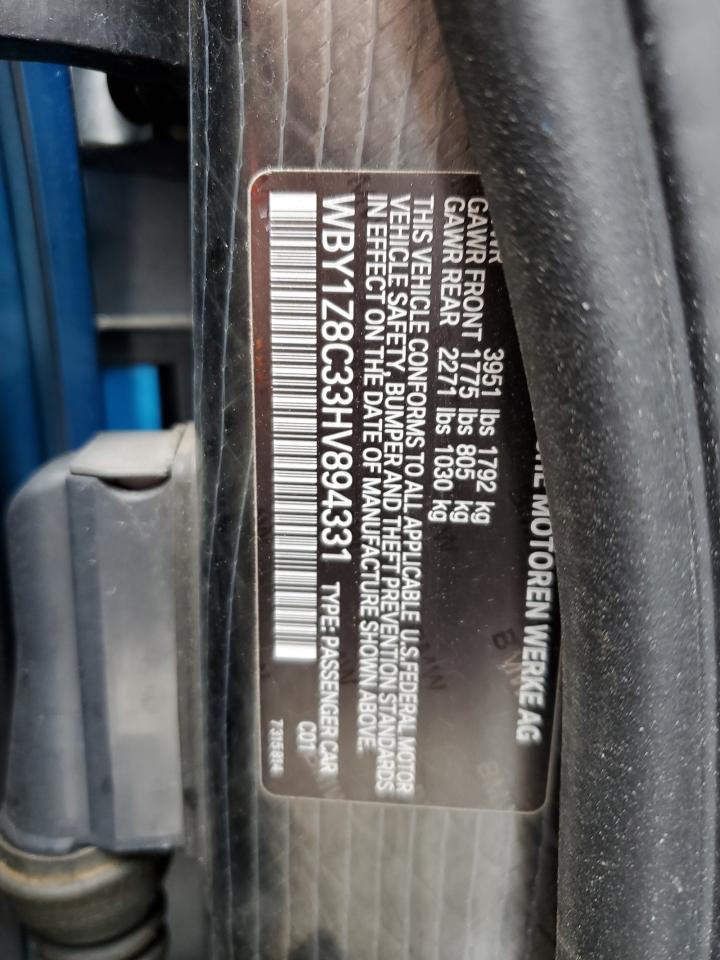 MOTOREN WERKE AG
3951 lbs 1792 kg
GAWR FRONT 1775 lbs 805 kg
GAWR REAR 2271 lbs 1030 kg
THIS VEHICLE CONFORMS TO ALL APPLICABLE U.S.FEDERAL MOTOR
VEHICLE SAFETY, BUMPER AND THEFT PREVENTION STANDARDS
IN EFFECT ON THE DATE OF MANUFACTURE SHOWN ABOVE.
WBY1Z8C33HV894331 TYPE: PASSENGER CAR
C01
7315814